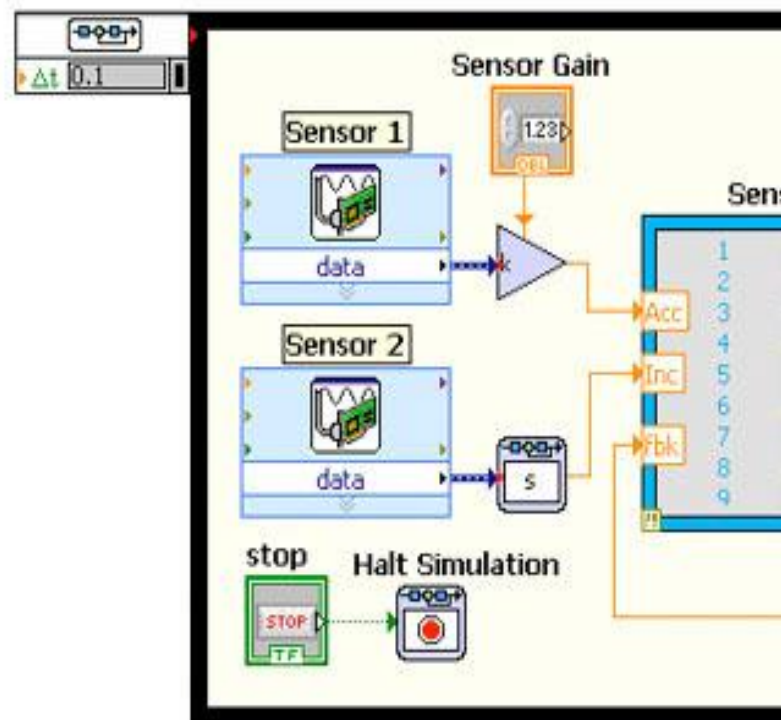 Δt 0.1
Sensor Gain
1.23
DBL
Sensor 1
data
k
Sens
1
2
3
4
5
6
7
8
9
Acc
Inc
fbk
Sensor 2
data
s
stop
STOP
TF
Halt Simulation